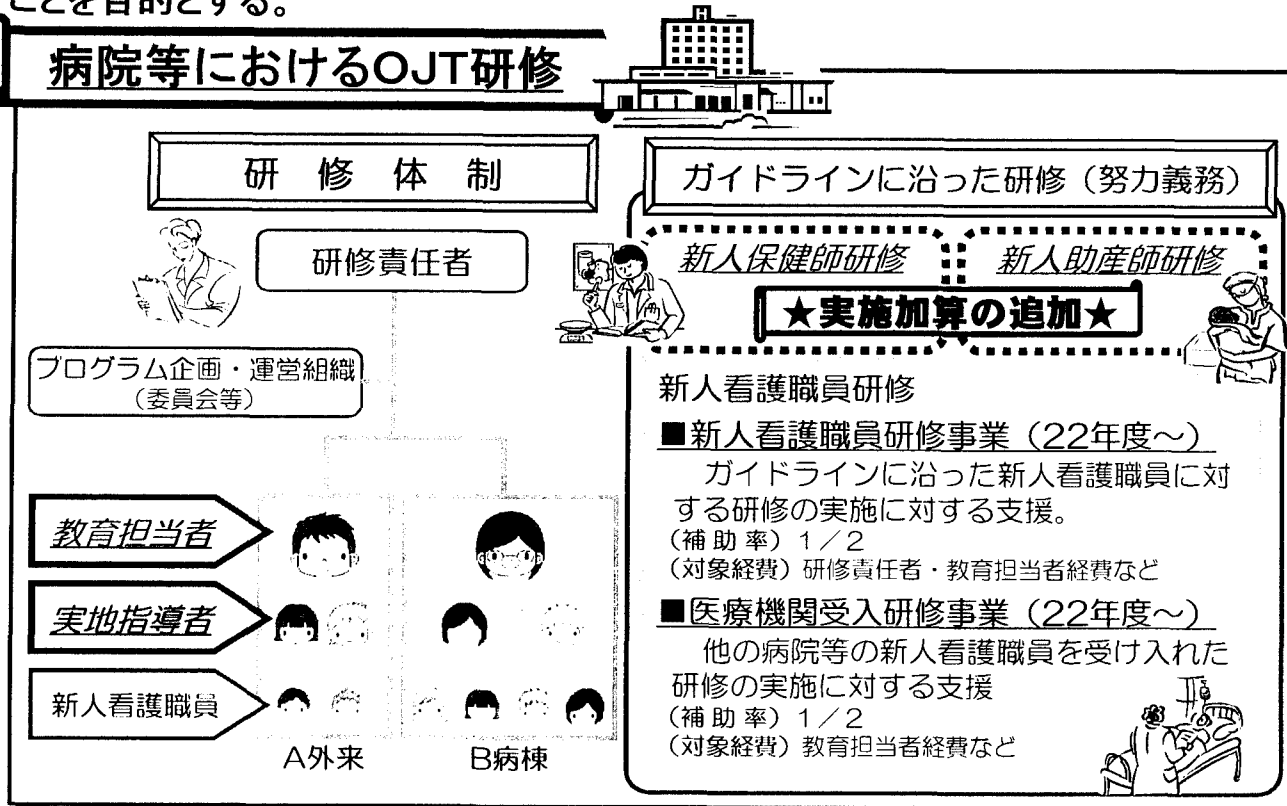 ことを目的とする。
病院等におけるOJT研修
H
研修体制
研修責任者
プログラム企画・運営組織
(委員会等)
教育担当者
実地指導者
新人看護職員
A外来
B病棟
ガイドラインに沿った研修(努力義務)
新人保健師研修
新人助産師研修
★実施加算の追加★
新人看護職員研修
■新人看護職員研修事業(22年度~)
ガイドラインに沿った新人看護職員に対
する研修の実施に対する支援。
(補助率)1/2
(対象経費)研修責任者・教育担当者経費など
■医療機関受入研修事業(22年度~)
他の病院等の新人看護職員を受け入れた
研修の実施に対する支援
(補助率)1/2
(対象経費)教育担当者経費など